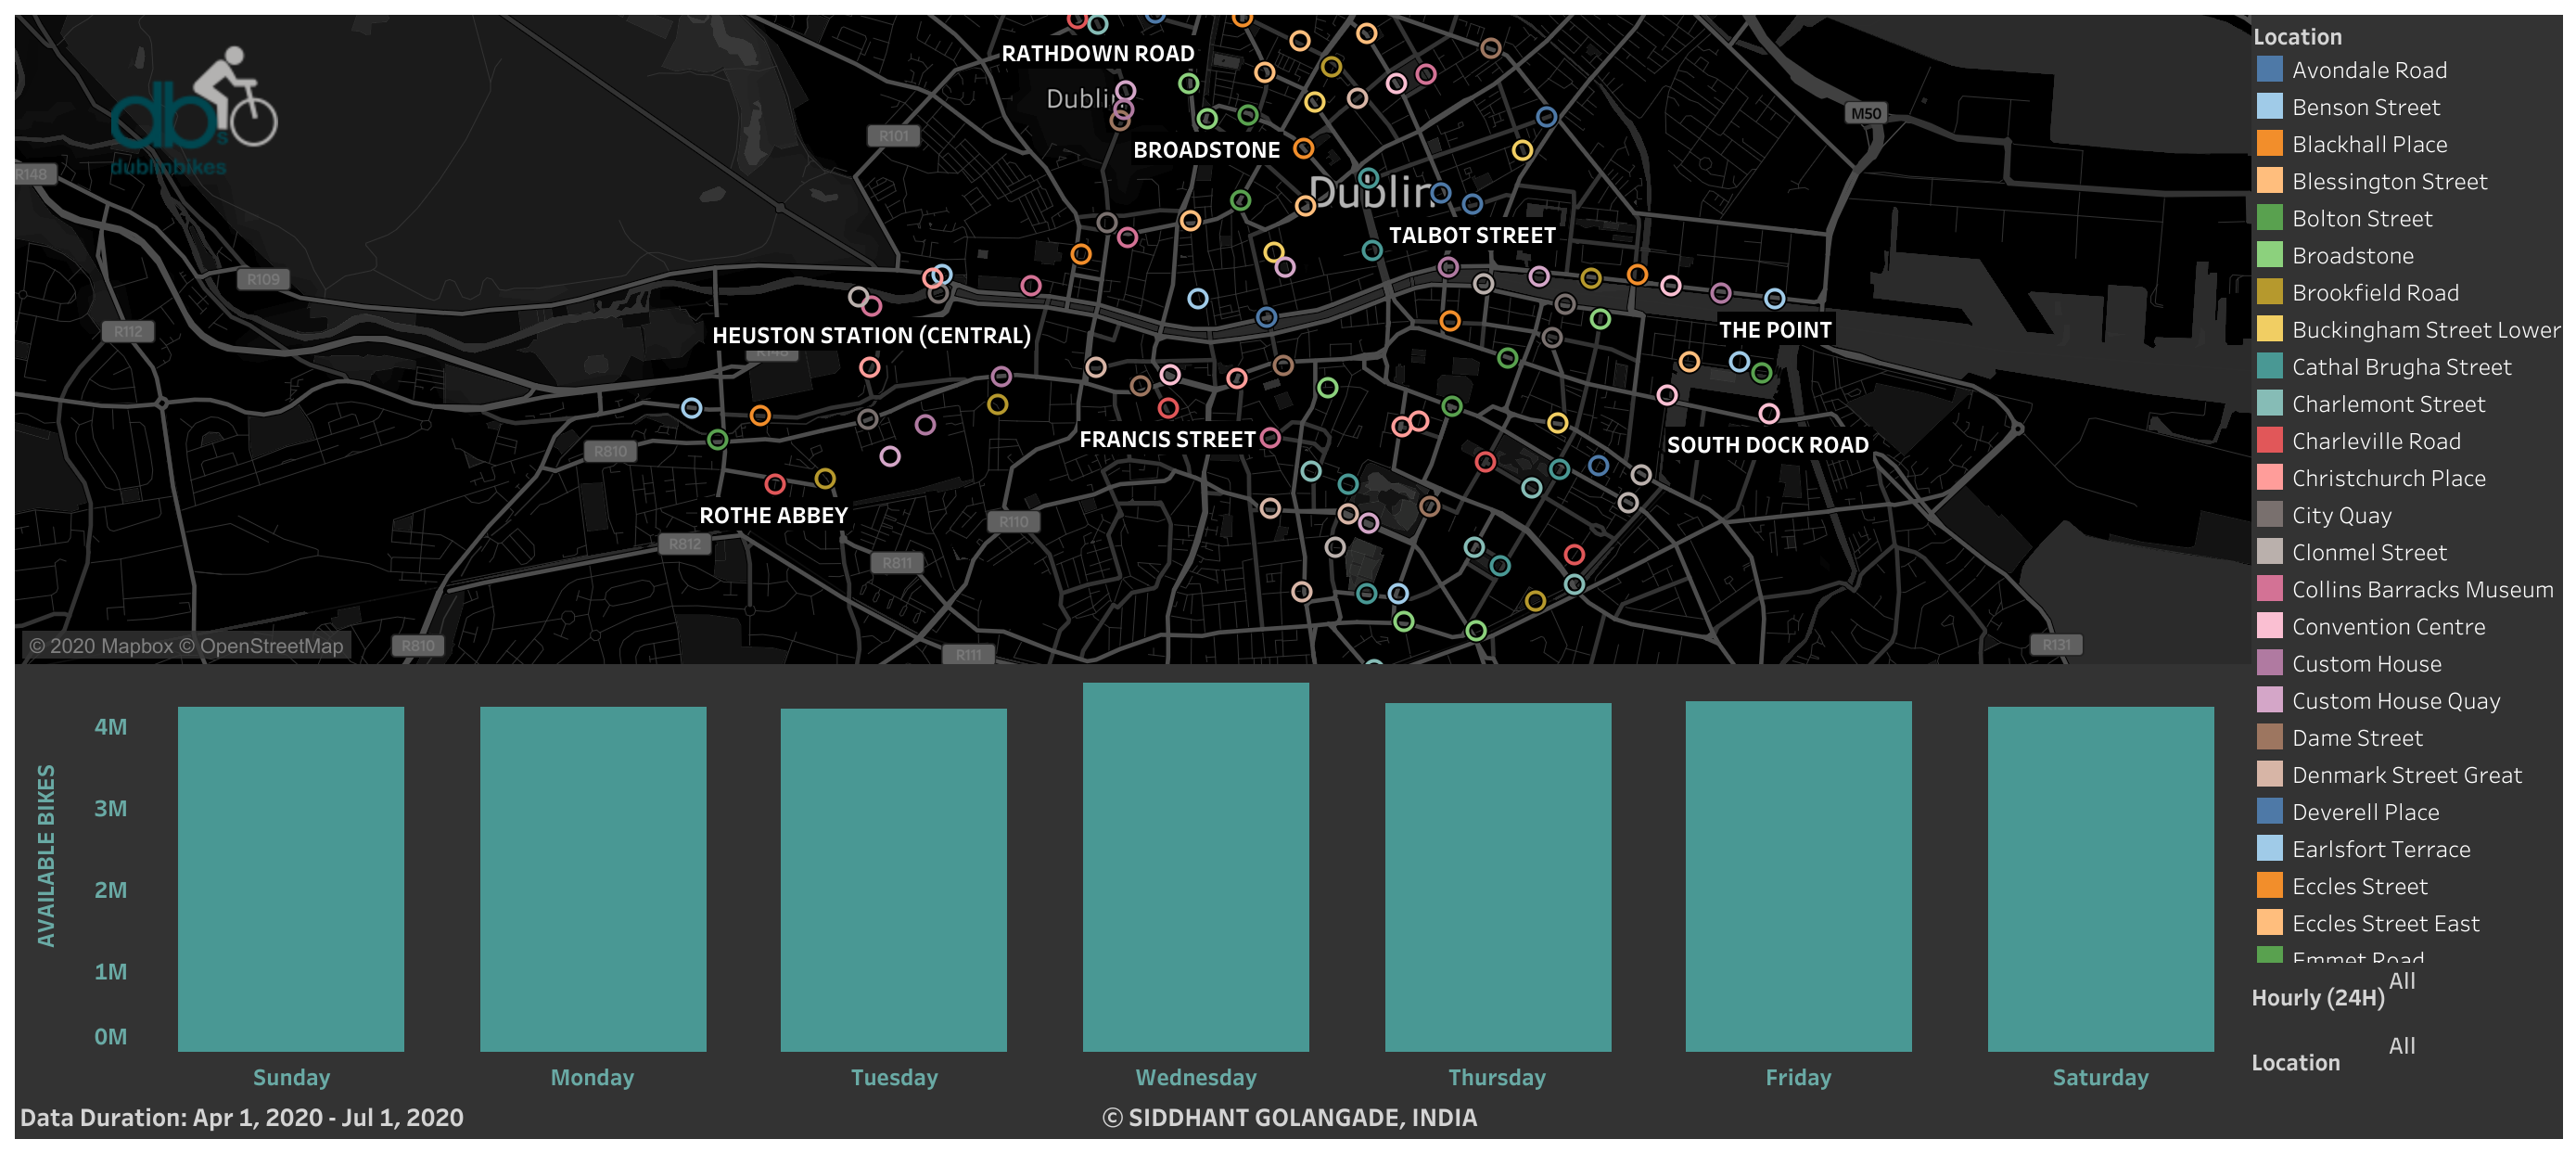 RATHDOWN ROAD
Dublin
R101
M50
dbs
dublinbikes
BROADSTONE
R148
Dublin
TALBOT STREET
R109
HEUSTON STATION (CENTRAL)
THE POINT
R112
R148
FRANCIS STREET
SOUTH DOCK ROAD
R810
ROTHE ABBEY
R110
R812
R811
© 2020 Mapbox © OpenStreetMap
R810
R111
R131
Location
Avondale Road
Benson Street
Blackhall Place
Blessington Street
Bolton Street
Broadstone
Brookfield Road
Buckingham Street Lower
Cathal Brugha Street
Charlemont Street
Charleville Road
Christchurch Place
City Quay
Clonmel Street
Collins Barracks Museum
Convention Centre
Custom House
Custom House Quay
Dame Street
Denmark Street Great
Deverell Place
Earlsfort Terrace
Eccles Street
Eccles Street East
Emmet Road
Hourly (24H) All
Location All
AVAILABLE BIKES
4M
3M
2M
1M
0M
Sunday Monday Tuesday Wednesday Thursday Friday Saturday
Data Duration: Apr 1, 2020 - Jul 1, 2020
© SIDDHANT GOLANGADE, INDIA